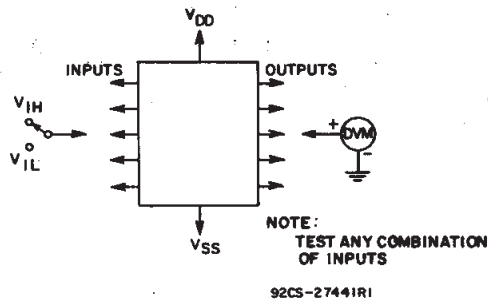 VDD
INPUTS
OUTPUTS
VIH
VIL
+
DVM
-
VSS
NOTE:
TEST ANY COMBINATION
OF INPUTS
92CS-27441R1